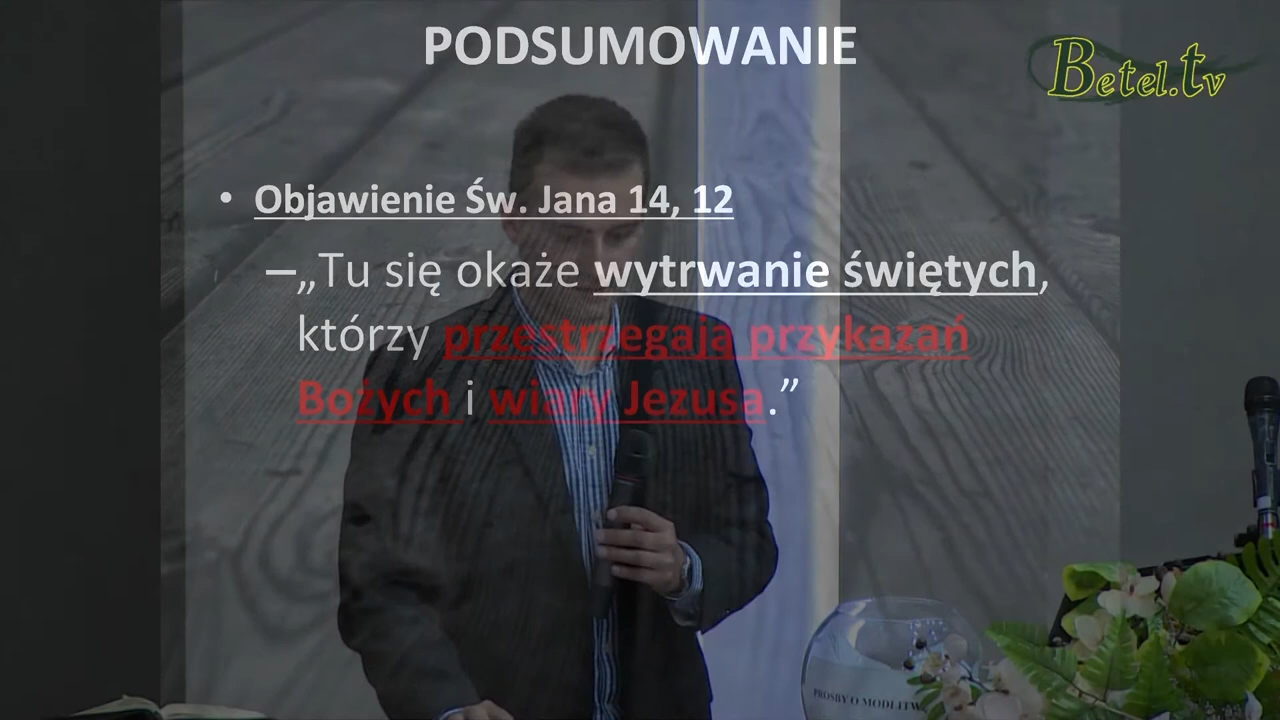 PODSUMOWANIE
Betel.tv
• Objawienie Św. Jana 14, 12
–„Tu się okaże wytrwanie świętych,
którzy przestrzegają przykazań
Bożych i wiary Jezusa.”
PROŚBY O